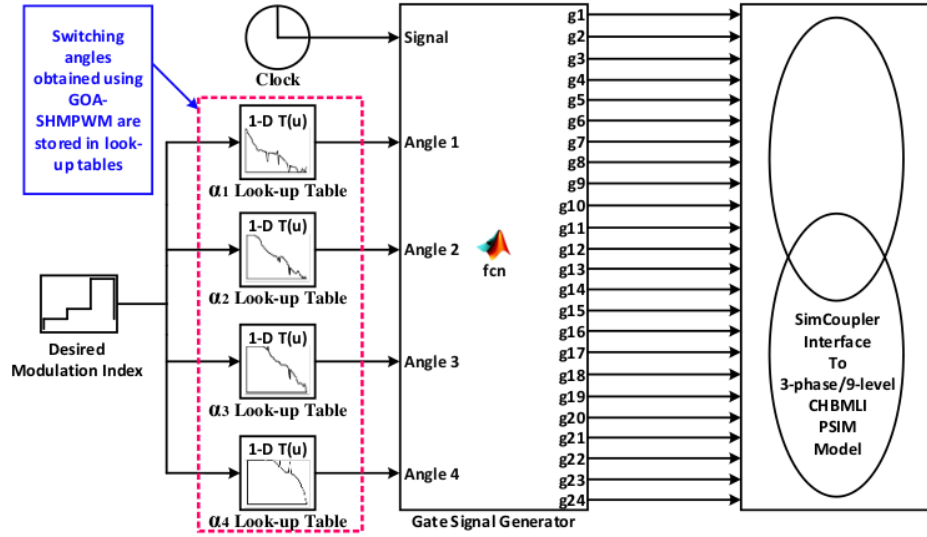 Switching
angles
obtained using
GOA-
SHMPWM are
stored in look-
up tables
Clock
1-D T(u)
α1 Look-up Table
1-D T(u)
α2 Look-up Table
1-D T(u)
α3 Look-up Table
1-D T(u)
α4 Look-up Table
Desired
Modulation Index
Signal
Angle 1
Angle 2
Angle 3
Angle 4
fcn
Gate Signal Generator
g1
g2
g3
g4
g5
g6
g7
g8
g9
g10
g11
g12
g13
g14
g15
g16
g17
g18
g19
g20
g21
g22
g23
g24
SimCoupler
Interface
To
3-phase/9-level
CHBMLI
PSIM
Model